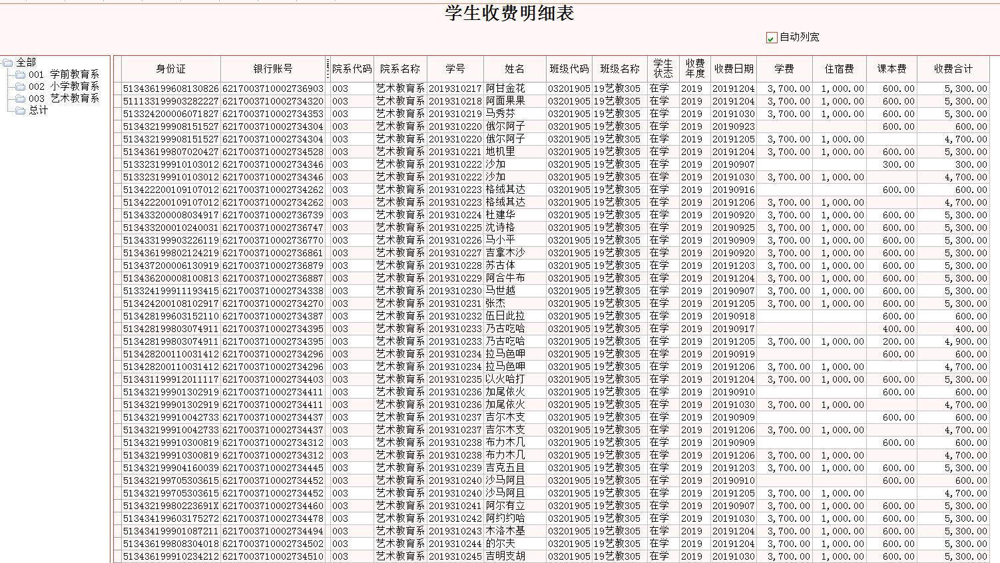 学生收费明细表
自动列宽
全部
001 学前教育系
002 小学教育系
003 艺术教育系
总计
身份证 银行账号 院系代码 院系名称 学号 姓名 班级代码 班级名称 学生状态 收费年度 收费日期 学费 住宿费 课本费 收费合计
513436199608130826 6217003710002736903 003 艺术教育系 2019310217 阿甘金花 03201905 19艺教305 在学 2019 20191204 3,700.00 1,000.00 600.00 5,300.00
511133199903282227 6217003710002734320 003 艺术教育系 2019310218 阿面果果 03201905 19艺教305 在学 2019 20191204 3,700.00 1,000.00 600.00 5,300.00
513324200006071827 6217003710002734353 003 艺术教育系 2019310219 马秀芬 03201905 19艺教305 在学 2019 20191030 3,700.00 1,000.00 600.00 5,300.00
513432199908151527 6217003710002734304 003 艺术教育系 2019310220 俄尔阿子 03201905 19艺教305 在学 2019 20190923 600.00 600.00
513432199908151527 6217003710002734304 003 艺术教育系 2019310220 俄尔阿子 03201905 19艺教305 在学 2019 20191205 3,700.00 1,000.00 4,700.00
513436199807020427 6217003710002734528 003 艺术教育系 2019310221 地机里 03201905 19艺教305 在学 2019 20191204 3,700.00 1,000.00 600.00 5,300.00
513323199910103012 6217003710002734346 003 艺术教育系 2019310222 沙加 03201905 19艺教305 在学 2019 20190907 300.00 300.00
513323199910103012 6217003710002734346 003 艺术教育系 2019310222 沙加 03201905 19艺教305 在学 2019 20191030 3,700.00 1,000.00 4,700.00
513422200109107012 6217003710002734262 003 艺术教育系 2019310223 格绒其达 03201905 19艺教305 在学 2019 20190916 600.00 600.00
513422200109107012 6217003710002734262 003 艺术教育系 2019310223 格绒其达 03201905 19艺教305 在学 2019 20191206 3,700.00 1,000.00 4,700.00
513433200008034917 6217003710002736739 003 艺术教育系 2019310224 杜建华 03201905 19艺教305 在学 2019 20190920 3,700.00 1,000.00 600.00 5,300.00
513433200010240031 6217003710002736747 003 艺术教育系 2019310225 沈诗格 03201905 19艺教305 在学 2019 20190925 3,700.00 1,000.00 600.00 5,300.00
513433199903226119 6217003710002736770 003 艺术教育系 2019310226 马小平 03201905 19艺教305 在学 2019 20190909 3,700.00 1,000.00 600.00 5,300.00
513436199802124219 6217003710002736861 003 艺术教育系 2019310227 吉拿木沙 03201905 19艺教305 在学 2019 20190920 3,700.00 1,000.00 600.00 5,300.00
513437200006130919 6217003710002736879 003 艺术教育系 2019310228 苏古体 03201905 19艺教305 在学 2019 20191203 3,700.00 1,000.00 600.00 5,300.00
513436200008100813 6217003710002736887 003 艺术教育系 2019310229 阿合牛布 03201905 19艺教305 在学 2019 20191204 3,700.00 1,000.00 600.00 5,300.00
513324199911193415 6217003710002734338 003 艺术教育系 2019310230 马世越 03201905 19艺教305 在学 2019 20190907 3,700.00 1,000.00 600.00 5,300.00
513424200108102917 6217003710002734270 003 艺术教育系 2019310231 张杰 03201905 19艺教305 在学 2019 20191205 3,700.00 1,000.00 600.00 5,300.00
513428199603152110 6217003710002734387 003 艺术教育系 2019310232 伍日此拉 03201905 19艺教305 在学 2019 20190918 600.00 600.00
513428199803074911 6217003710002734395 003 艺术教育系 2019310233 乃古吃哈 03201905 19艺教305 在学 2019 20190917 400.00 400.00
513428199803074911 6217003710002734395 003 艺术教育系 2019310233 乃古吃哈 03201905 19艺教305 在学 2019 20191205 3,700.00 1,000.00 200.00 4,900.00
513428200110031412 6217003710002734296 003 艺术教育系 2019310234 拉马色呷 03201905 19艺教305 在学 2019 20190919 600.00 600.00
513428200110031412 6217003710002734296 003 艺术教育系 2019310234 拉马色呷 03201905 19艺教305 在学 2019 20191206 3,700.00 1,000.00 4,700.00
513431199912011117 6217003710002734403 003 艺术教育系 2019310235 以火哈打 03201905 19艺教305 在学 2019 20191204 3,700.00 1,000.00 600.00 5,300.00
513432199901302919 6217003710002734411 003 艺术教育系 2019310236 加尾依火 03201905 19艺教305 在学 2019 20190910 600.00 600.00
513432199901302919 6217003710002734411 003 艺术教育系 2019310236 加尾依火 03201905 19艺教305 在学 2019 20191030 3,700.00 1,000.00 4,700.00
513432199910042733 6217003710002734437 003 艺术教育系 2019310237 吉尔木支 03201905 19艺教305 在学 2019 20190909 600.00 600.00
513432199910042733 6217003710002734437 003 艺术教育系 2019310237 吉尔木支 03201905 19艺教305 在学 2019 20191206 3,700.00 1,000.00 4,700.00
513432199910300819 6217003710002734312 003 艺术教育系 2019310238 布力木几 03201905 19艺教305 在学 2019 20190909 600.00 600.00
513432199910300819 6217003710002734312 003 艺术教育系 2019310238 布力木几 03201905 19艺教305 在学 2019 20191206 3,700.00 1,000.00 4,700.00
513432199904160039 6217003710002734445 003 艺术教育系 2019310239 吉克五且 03201905 19艺教305 在学 2019 20191203 3,700.00 1,000.00 600.00 5,300.00
513432199705303615 6217003710002734452 003 艺术教育系 2019310240 沙马阿且 03201905 19艺教305 在学 2019 20190910 600.00 600.00
513432199705303615 6217003710002734452 003 艺术教育系 2019310240 沙马阿且 03201905 19艺教305 在学 2019 20191205 3,700.00 1,000.00 4,700.00
51343219980223691X 6217003710002734460 003 艺术教育系 2019310241 阿尔有立 03201905 19艺教305 在学 2019 20190907 3,700.00 1,000.00 600.00 5,300.00
513434199603175272 6217003710002734478 003 艺术教育系 2019310242 阿约约哈 03201905 19艺教305 在学 2019 20191030 3,700.00 1,000.00 600.00 5,300.00
513434199901087211 6217003710002734494 003 艺术教育系 2019310243 木洛木基 03201905 19艺教305 在学 2019 20191204 3,700.00 1,000.00 600.00 5,300.00
513436199808304018 6217003710002734502 003 艺术教育系 2019310244 的尔夫 03201905 19艺教305 在学 2019 20191204 3,700.00 1,000.00 600.00 5,300.00
513436199910234212 6217003710002734510 003 艺术教育系 2019310245 吉明支胡 03201905 19艺教305 在学 2019 20191030 3,700.00 1,000.00 600.00 5,300.00